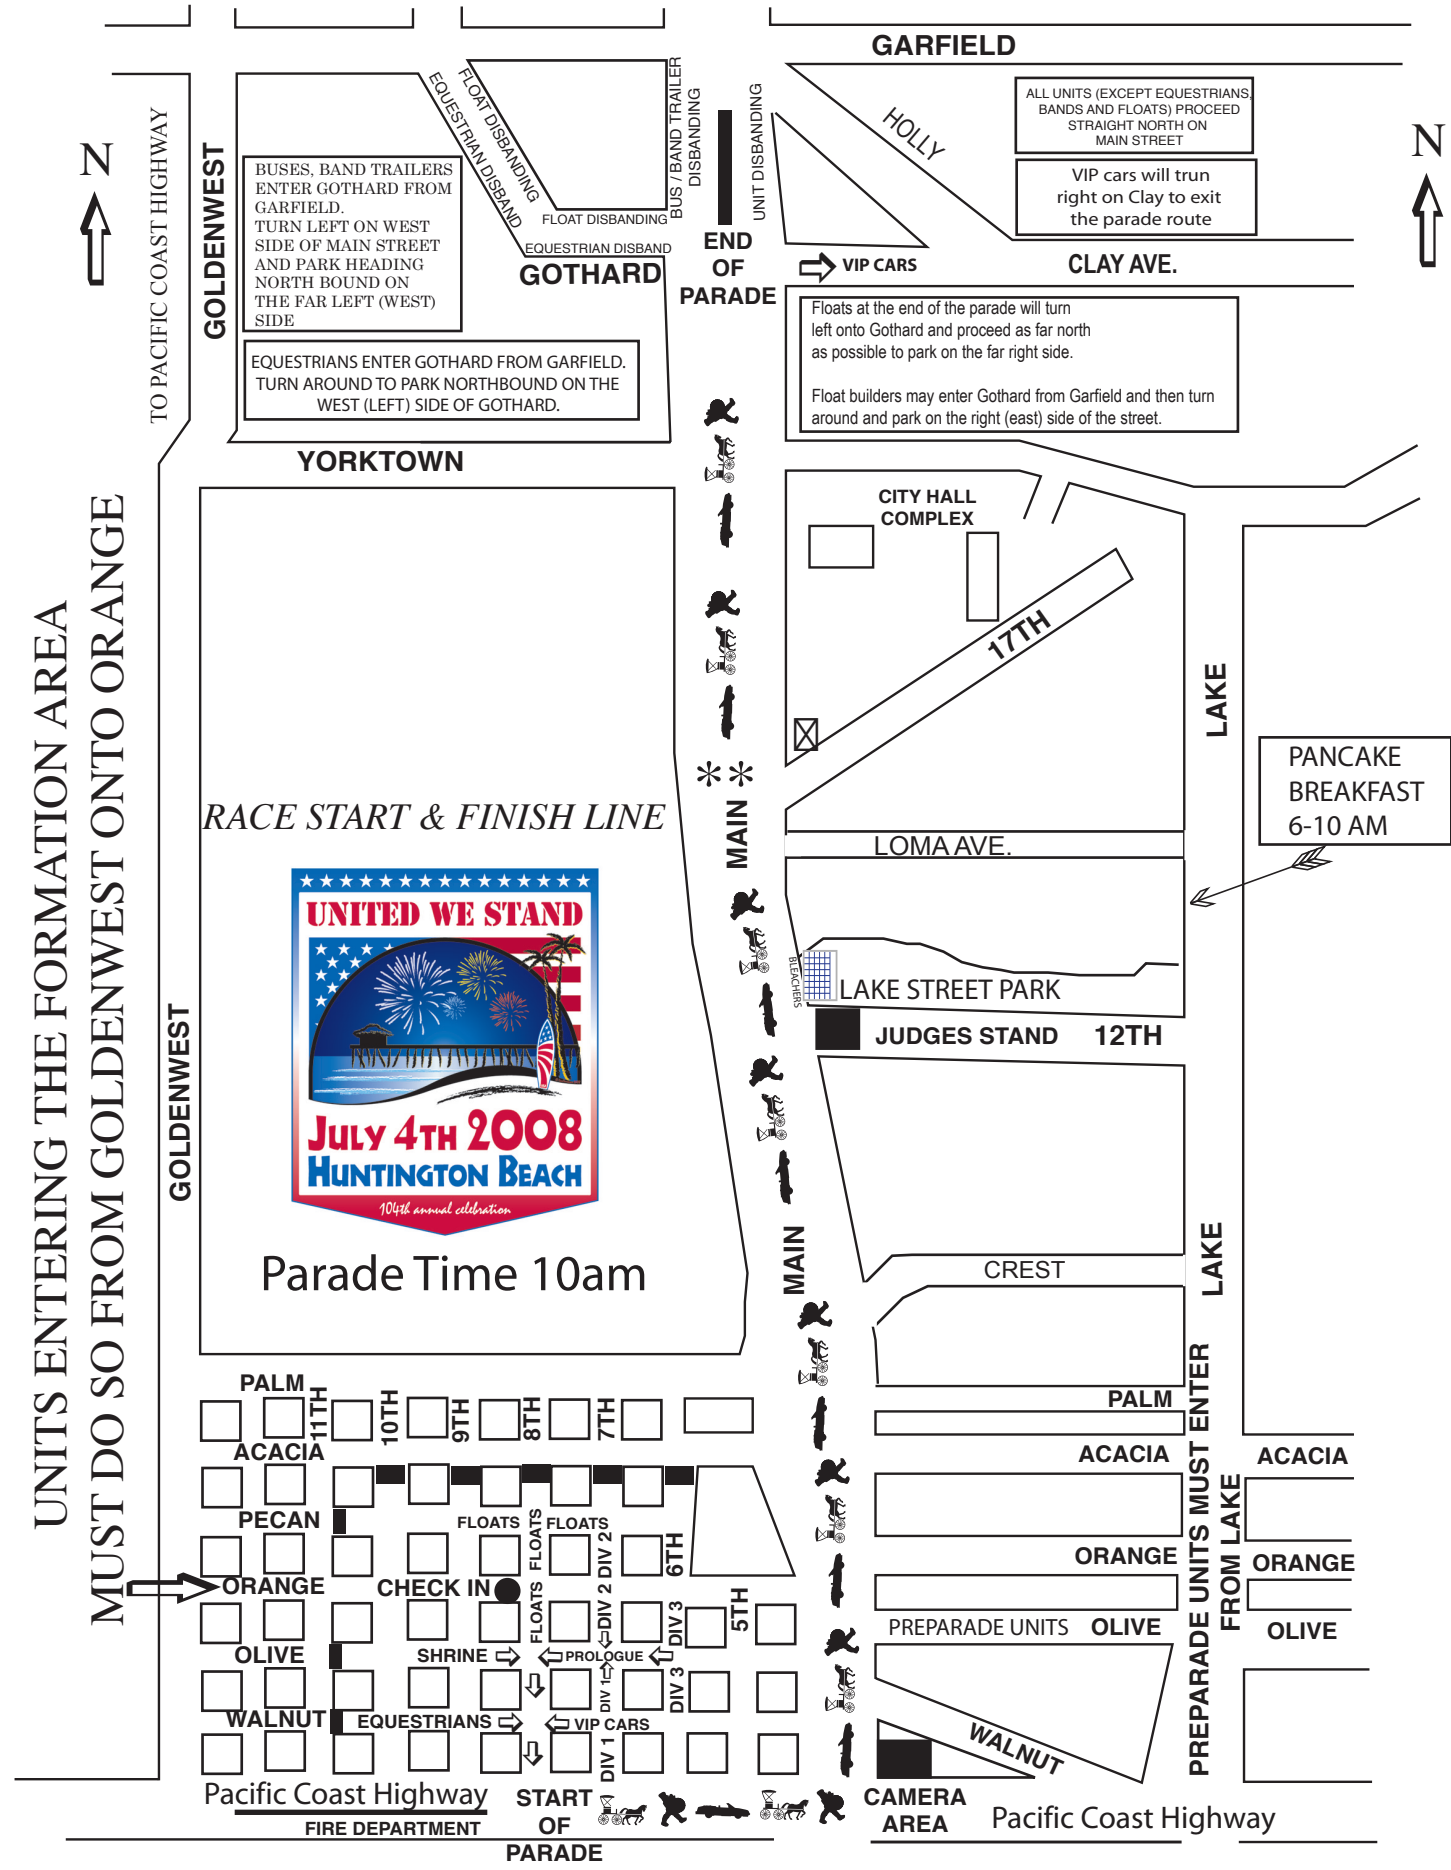 GARFIELD
N
TO PACIFIC COAST HIGHWAY
GOLDENWEST
BUSES, BAND TRAILERS
ENTER GOTHARD FROM
GARFIELD.
TURN LEFT ON WEST
SIDE OF MAIN STREET
AND PARK HEADING
NORTH BOUND ON
THE FAR LEFT (WEST)
SIDE
EQUESTRIANS ENTER GOTHARD FROM GARFIELD.
TURN AROUND TO PARK NORTHBOUND ON THE
WEST (LEFT) SIDE OF GOTHARD.
FLOAT DISBANDING
EQUESTRIAN DISBAND
FLOAT DISBANDING
EQUESTRIAN DISBAND
GOTHARD
BUS / BAND TRAILER
DISBANDING
UNIT DISBANDING
END
OF
PARADE
HOLLY
ALL UNITS (EXCEPT EQUESTRIANS,
BANDS AND FLOATS) PROCEED
STRAIGHT NORTH ON
MAIN STREET
VIP cars will trun
right on Clay to exit
the parade route
N
VIP CARS
CLAY AVE.
Floats at the end of the parade will turn
left onto Gothard and proceed as far north
as possible to park on the far right side.
Float builders may enter Gothard from Garfield and then turn
around and park on the right (east) side of the street.
YORKTOWN
CITY HALL
COMPLEX
17TH
LAKE
UNITS ENTERING THE FORMATION AREA
MUST DO SO FROM GOLDENWEST ONTO ORANGE
RACE START & FINISH LINE
**
MAIN
LOMA AVE.
PANCAKE
BREAKFAST
6-10 AM
UNITED WE STAND
JULY 4TH 2008
HUNTINGTON BEACH
104th annual celebration
Parade Time 10am
GOLDENWEST
BLEACHERS
LAKE STREET PARK
JUDGES STAND
12TH
MAIN
CREST
LAKE
PALM
11TH
10TH
9TH
8TH
7TH
PALM
ACACIA
ACACIA
ACACIA
PECAN
FLOATS
FLOATS
FLOATS
DIV 2
6TH
ORANGE
CHECK IN
ORANGE
ORANGE
FLOATS
DIV 2
DIV 3
5TH
PREPARADE UNITS
OLIVE
OLIVE
PREPARADE UNITS MUST ENTER
FROM LAKE
OLIVE
SHRINE
PROLOGUE
DIV 1
DIV 3
WALNUT
EQUESTRIANS
VIP CARS
DIV 1
WALNUT
Pacific Coast Highway
FIRE DEPARTMENT
START
OF
PARADE
CAMERA
AREA
Pacific Coast Highway